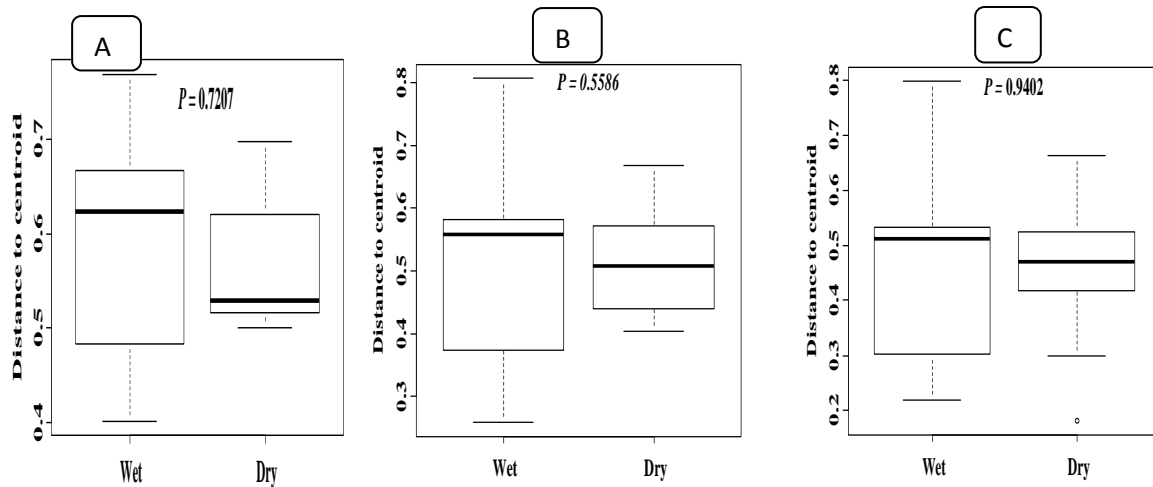 A
P = 0.7207
Distance to centroid
0.7
0.6
0.5
0.4
Wet
Dry
B
P = 0.5586
Distance to centroid
0.8
0.7
0.6
0.5
0.4
0.3
Wet
Dry
C
P = 0.9402
Distance to centroid
0.8
0.7
0.6
0.5
0.4
0.3
0.2
Wet
Dry